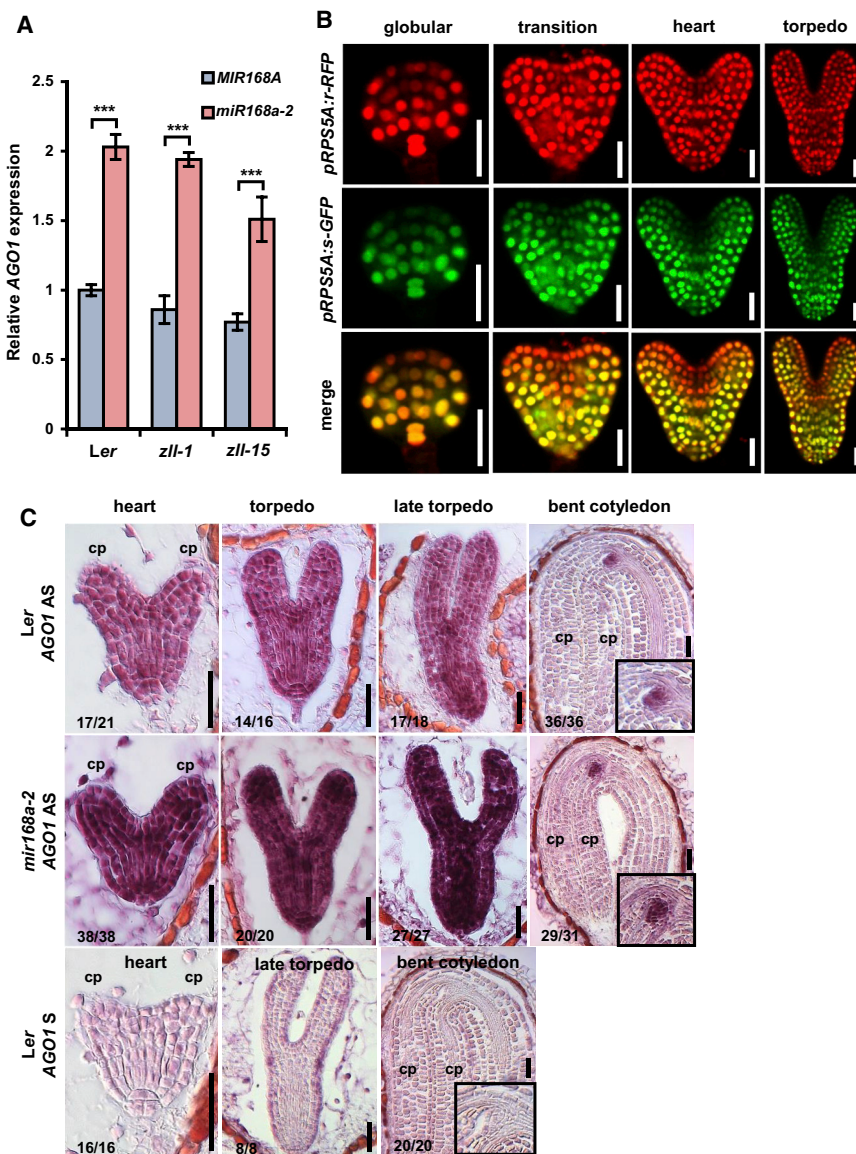 A
MIR168A
miR168a-2
Relative AGO1 expression
2.5
2
1.5
1
0.5
0
***
***
***
Ler
zll-1
zll-15
B
globular
transition
heart
torpedo
pRPS5A:r-RFP
pRPS5A:s-GFP
merge
C
heart
torpedo
late torpedo
bent cotyledon
Ler
AGO1 AS
cp
cp
cp
cp
17/21
14/16
17/18
36/36
mir168a-2
AGO1 AS
cp
cp
cp
cp
38/38
20/20
27/27
29/31
heart
late torpedo
bent cotyledon
Ler
AGO1 S
cp
cp
cp
cp
16/16
8/8
20/20